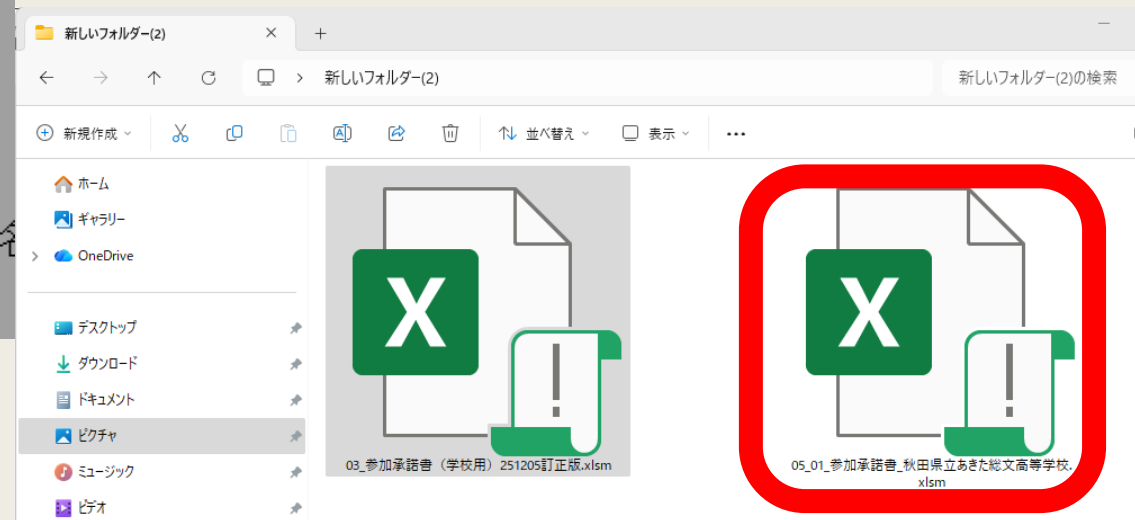 新しいフォルダー(2)
新しいフォルダー(2)
新しいフォルダー(2)の検索
新規作成
並べ替え
表示
ホーム
ギャラリー
OneDrive
デスクトップ
ダウンロード
ドキュメント
ピクチャ
ミュージック
ビデオ
03_参加承諾書（学校用）251205訂正版.xlsm
05_01_参加承諾書_秋田県立あきた総文高等学校.
xlsm